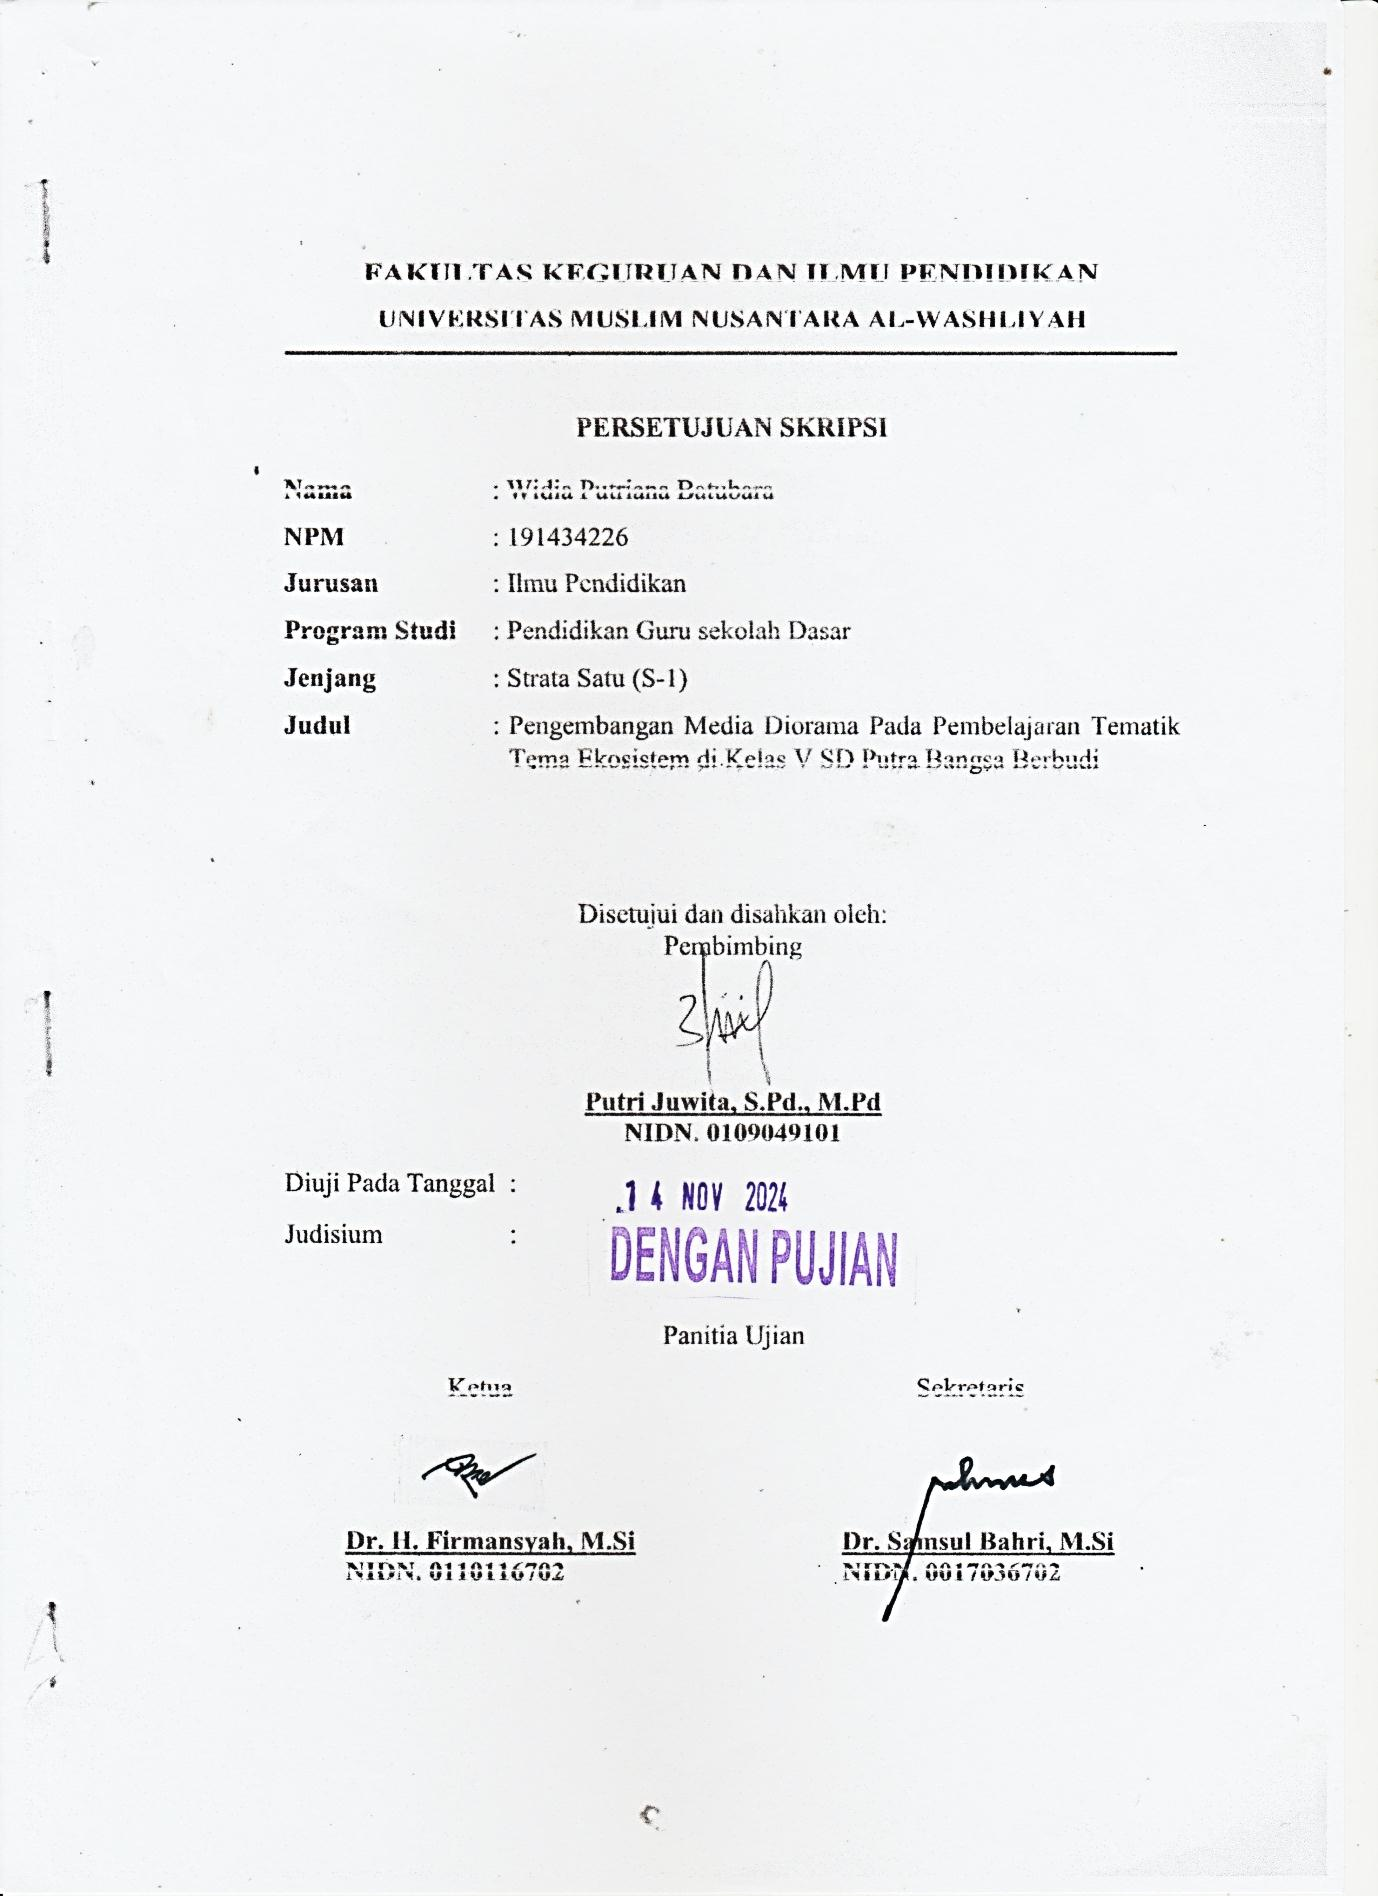 FAKULTAS KEGURUAN DAN ILMU PENDIDIKAN
UNIVERSITAS MUSLIM NUSANTARA AL-WASHLIYAH
PERSETUJUAN SKRIPSI
Nama : Widia Putriana Batubara
NPM : 191434226
Jurusan : Ilmu Pendidikan
Program Studi : Pendidikan Guru sekolah Dasar
Jenjang : Strata Satu (S-1)
Judul : Pengembangan Media Diorama Pada Pembelajaran Tematik
Tema Ekosistem di Kelas V SD Putra Bangsa Berbudi
Disetujui dan disahkan oleh:
Pembimbing
Putri Juwita, S.Pd., M.Pd
NIDN. 0109049101
Diuji Pada Tanggal : 14 NOV 2024
Judisium : DENGAN PUJIAN
Panitia Ujian
Ketua Sekretaris
Dr. H. Firmansyah, M.Si Dr. Samsul Bahri, M.Si
NIDN. 0110116702 NIDN. 0017036702